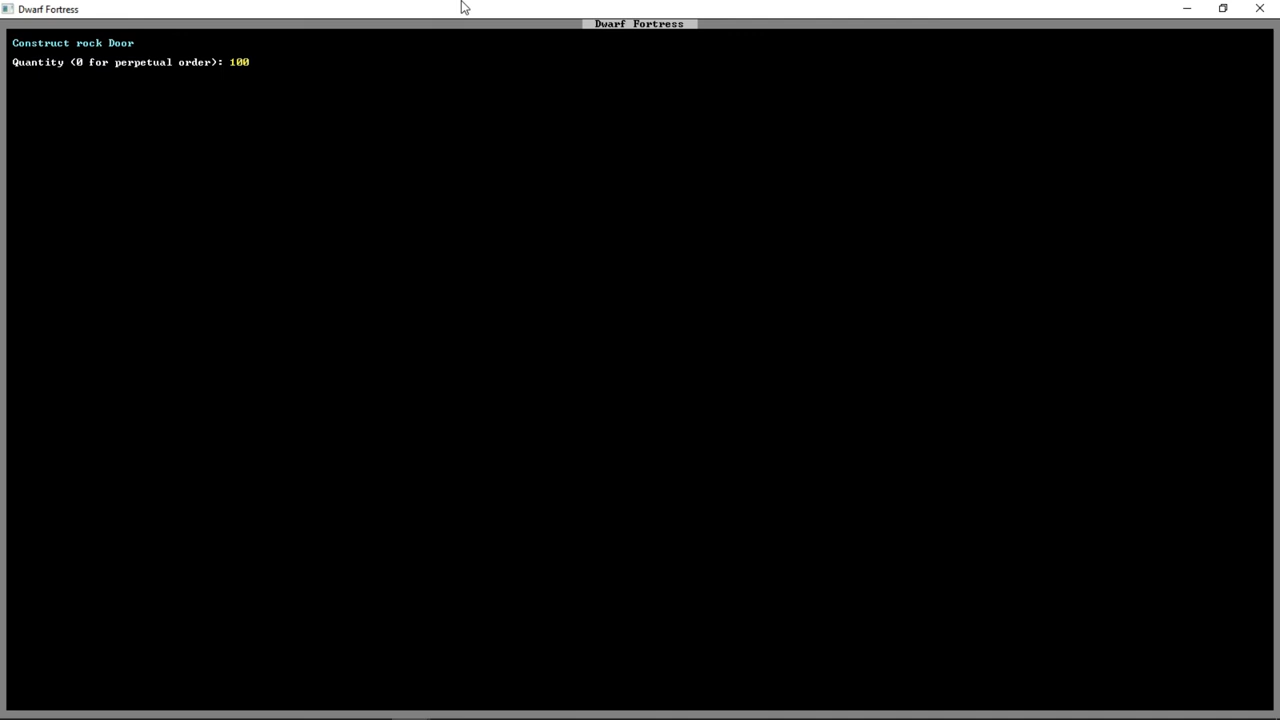 Dwarf Fortress
Dwarf Fortress
Construct rock Door
Quantity (0 for perpetual order): 100